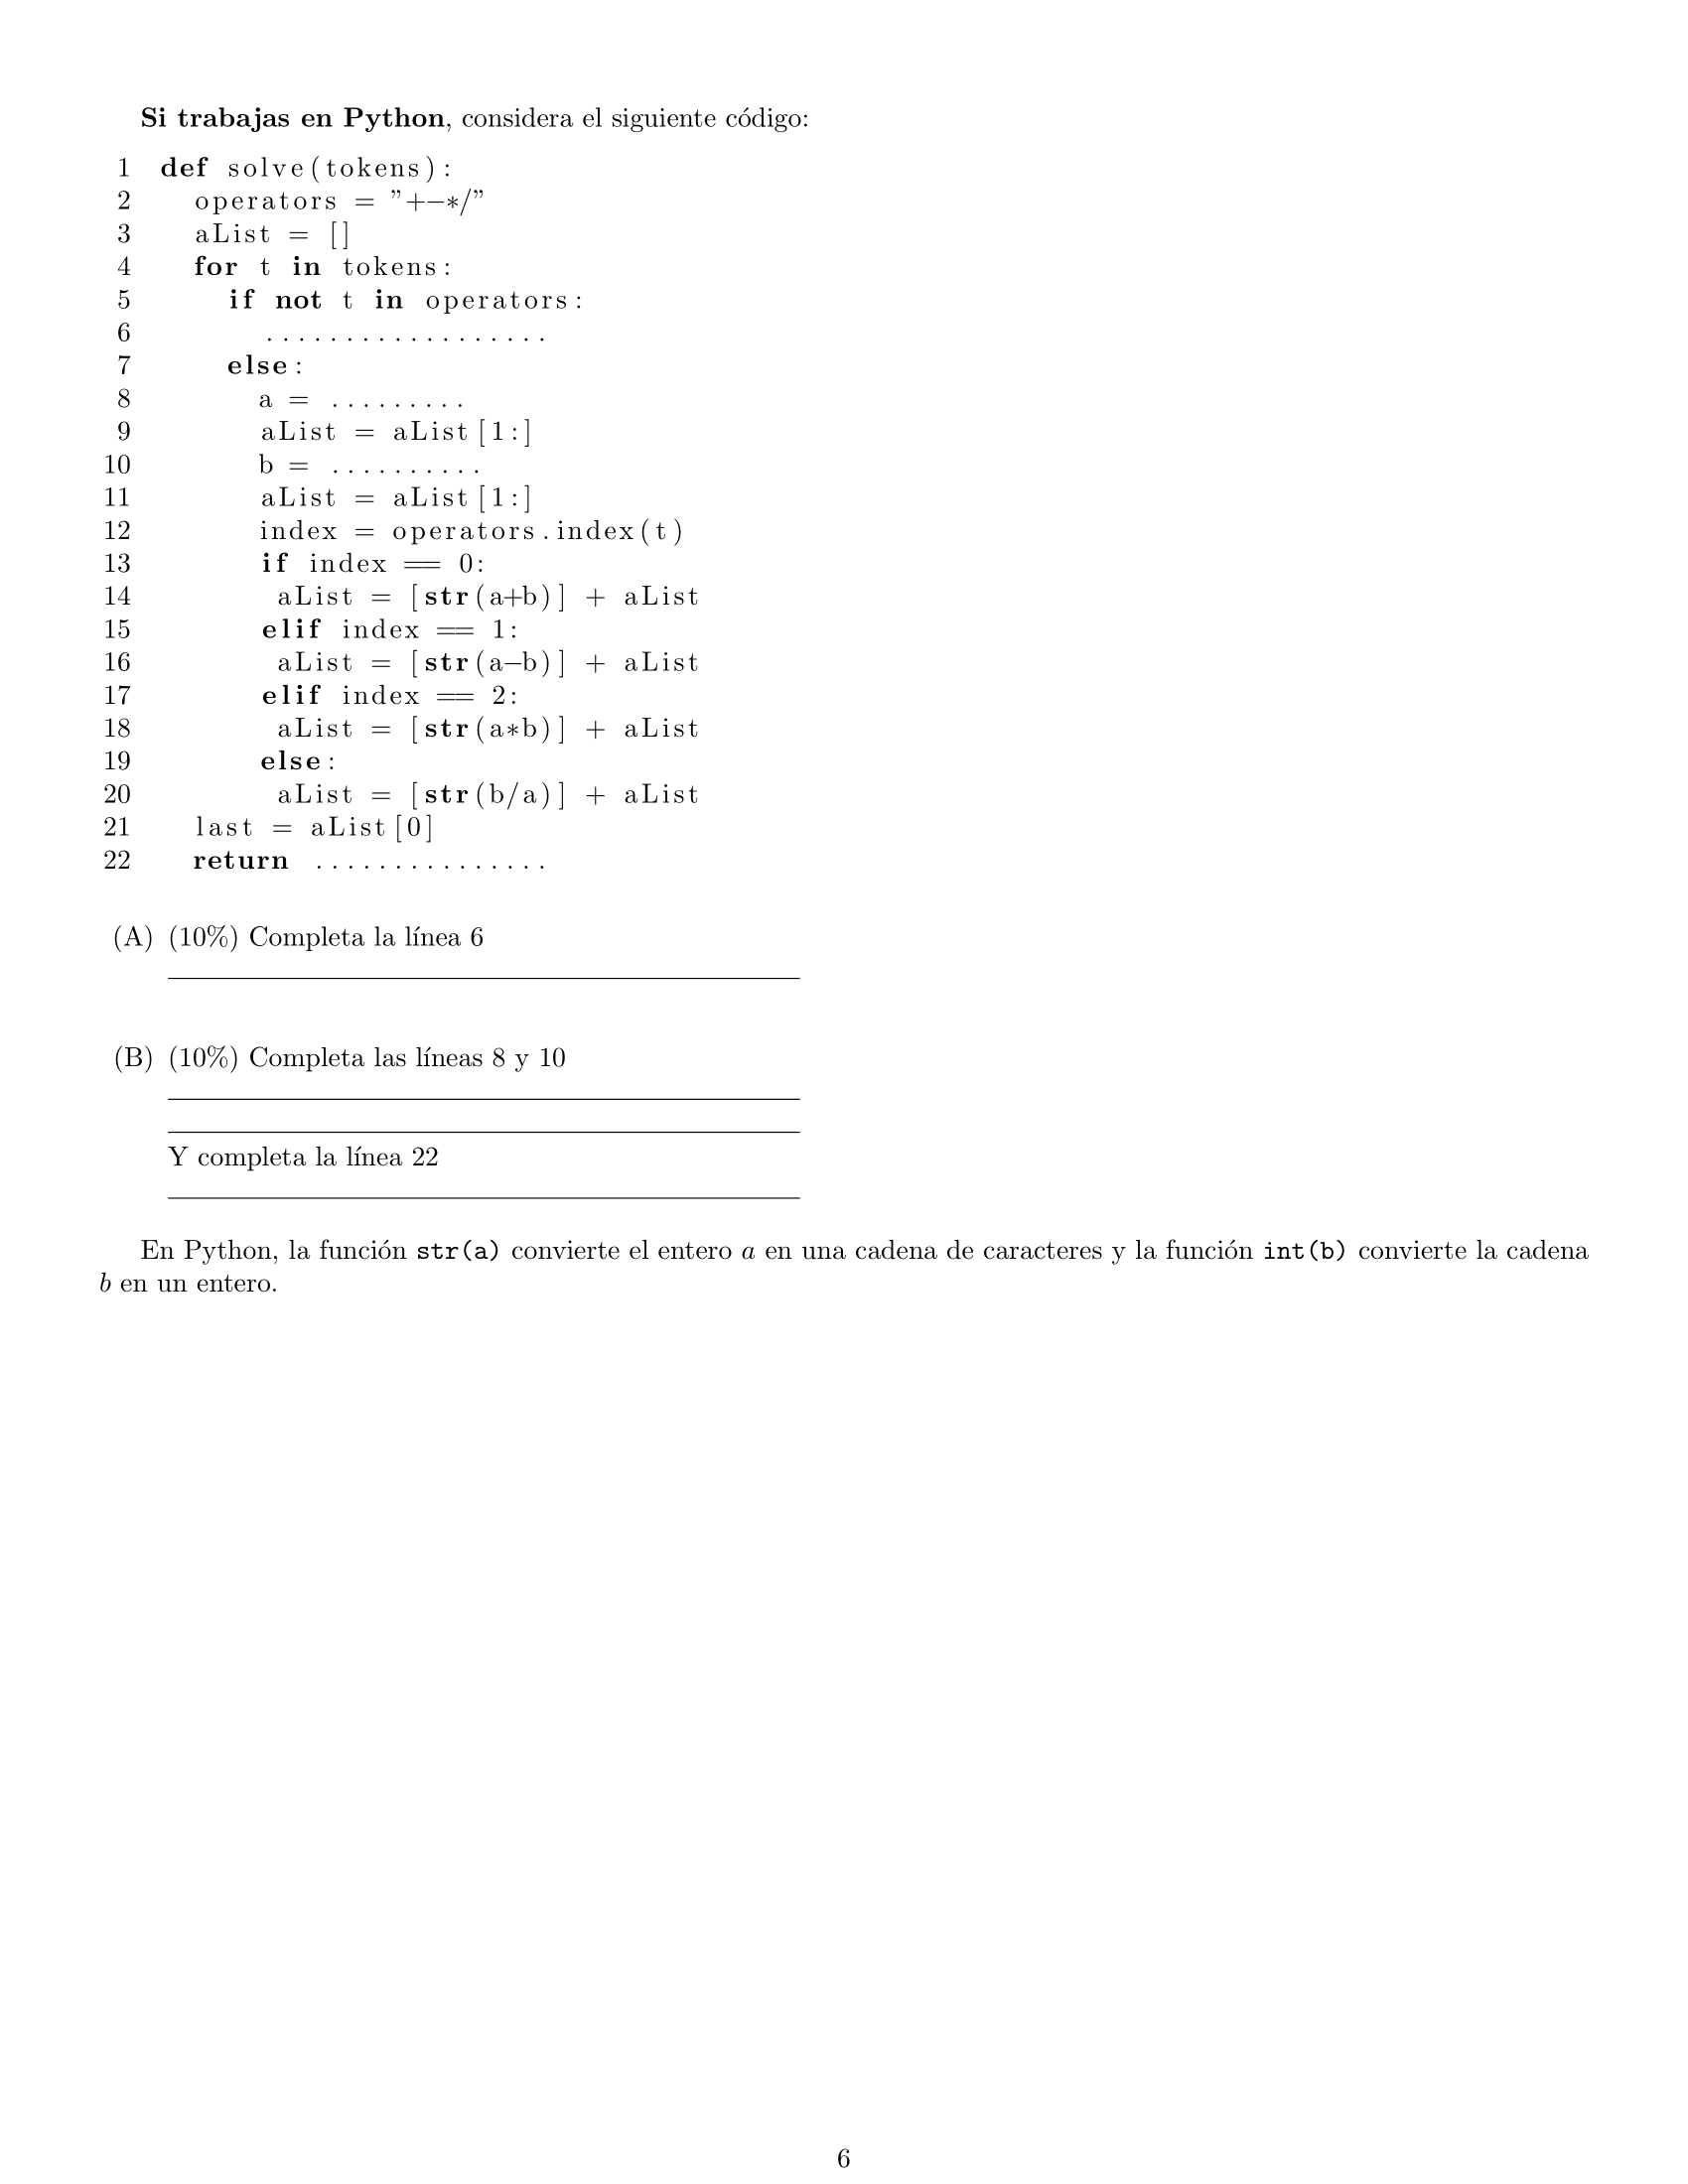 Si trabajas en Python, considera el siguiente código:
1 def solve(tokens):
2 operators = ”+−*/”
3 aList = []
4 for t in tokens:
5 if not t in operators:
6 ..................
7 else:
8 a = .........
9 aList = aList[1:]
10 b = ..........
11 aList = aList[1:]
12 index = operators.index(t)
13 if index == 0:
14 aList = [str(a+b)] + aList
15 elif index == 1:
16 aList = [str(a−b)] + aList
17 elif index == 2:
18 aList = [str(a*b)] + aList
19 else:
20 aList = [str(b/a)] + aList
21 last = aList[0]
22 return ...............
(A) (10%) Completa la línea 6
(B) (10%) Completa las líneas 8 y 10
Y completa la línea 22
En Python, la función str(a) convierte el entero a en una cadena de caracteres y la función int(b) convierte la cadena
b en un entero.
6